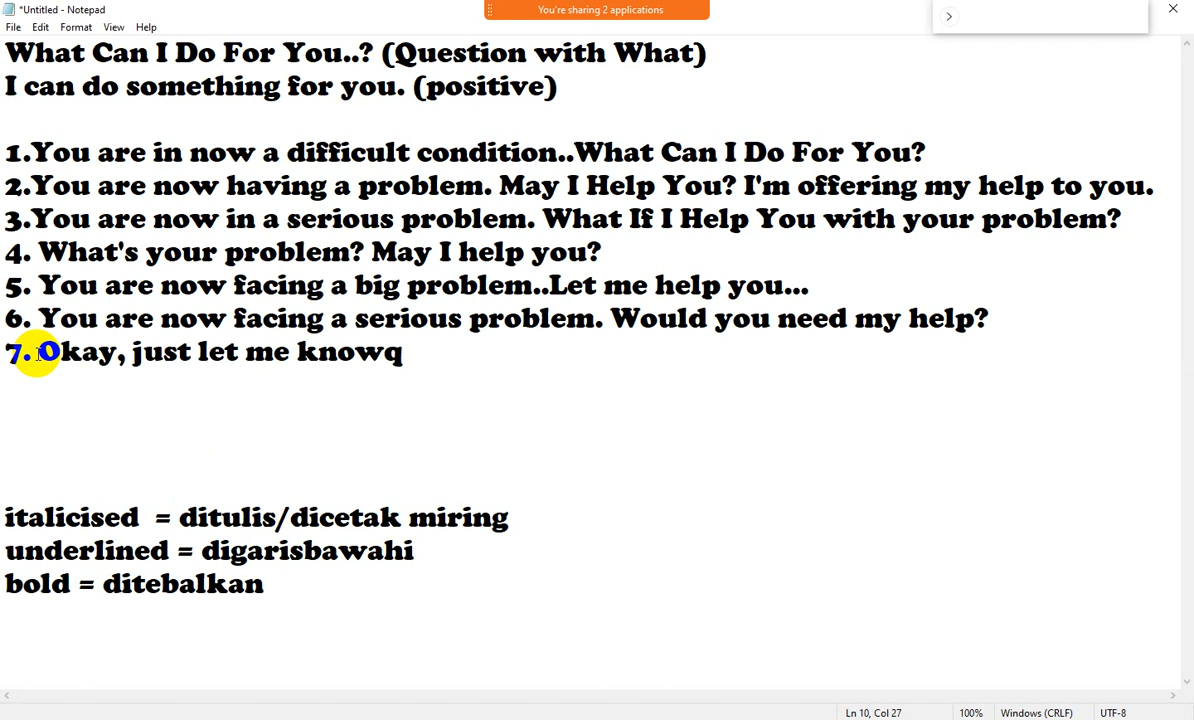 *Untitled - Notepad
You're sharing 2 applications
File Edit Format View Help
What Can I Do For You..? (Question with What)
I can do something for you. (positive)
1.You are in now a difficult condition..What Can I Do For You?
2.You are now having a problem. May I Help You? I'm offering my help to you.
3.You are now in a serious problem. What If I Help You with your problem?
4. What's your problem? May I help you?
5. You are now facing a big problem..Let me help you...
6. You are now facing a serious problem. Would you need my help?
7. Okay, just let me knowq
italicised = ditulis/dicetak miring
underlined = digarisbawahi
bold = ditebalkan
Ln 10, Col 27 100% Windows (CRLF) UTF-8